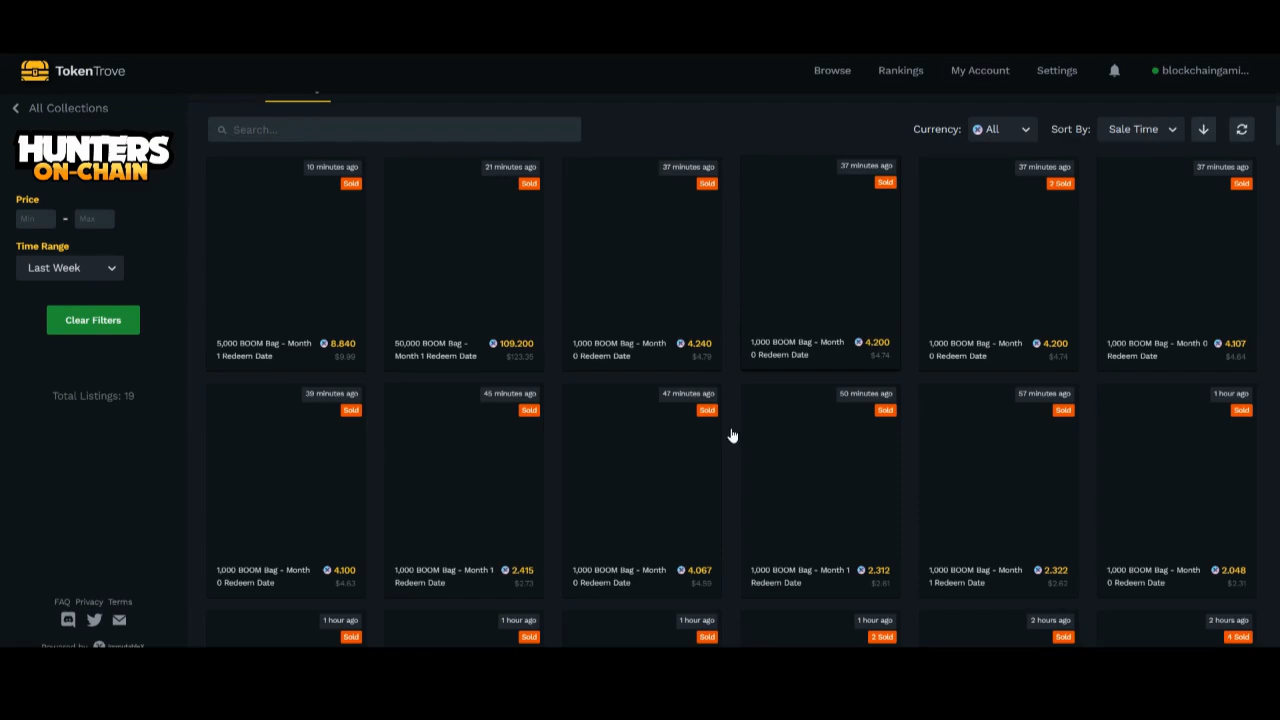 TokenTrove
Browse
Rankings
My Account
Settings
blockchaingami...
All Collections
HUNTERS
ON-CHAIN
Price
Min - Max
Time Range
Last Week
Clear Filters
Total Listings: 19
FAQ Privacy Terms
Powered by ImmutableX
Search...
Currency: All
Sort By: Sale Time
10 minutes ago
Sold
5,000 BOOM Bag - Month 8.840
1 Redeem Date $9.99
21 minutes ago
Sold
50,000 BOOM Bag - 109.200
Month 1 Redeem Date $123.35
37 minutes ago
Sold
1,000 BOOM Bag - Month 4.240
0 Redeem Date $4.79
37 minutes ago
Sold
1,000 BOOM Bag - Month 4.200
0 Redeem Date $4.74
37 minutes ago
2 Sold
1,000 BOOM Bag - Month 4.200
0 Redeem Date $4.74
37 minutes ago
Sold
1,000 BOOM Bag - Month 0 4.107
Redeem Date $4.64
39 minutes ago
Sold
1,000 BOOM Bag - Month 4.100
0 Redeem Date $4.63
45 minutes ago
Sold
1,000 BOOM Bag - Month 1 2.415
Redeem Date $2.73
47 minutes ago
Sold
1,000 BOOM Bag - Month 4.067
0 Redeem Date $4.59
50 minutes ago
Sold
1,000 BOOM Bag - Month 1 2.312
Redeem Date $2.61
57 minutes ago
Sold
1,000 BOOM Bag - Month 2.322
1 Redeem Date $2.62
1 hour ago
Sold
1,000 BOOM Bag - Month 2.048
0 Redeem Date $2.31
1 hour ago
Sold
1 hour ago
Sold
1 hour ago
Sold
1 hour ago
2 Sold
2 hours ago
Sold
2 hours ago
4 Sold